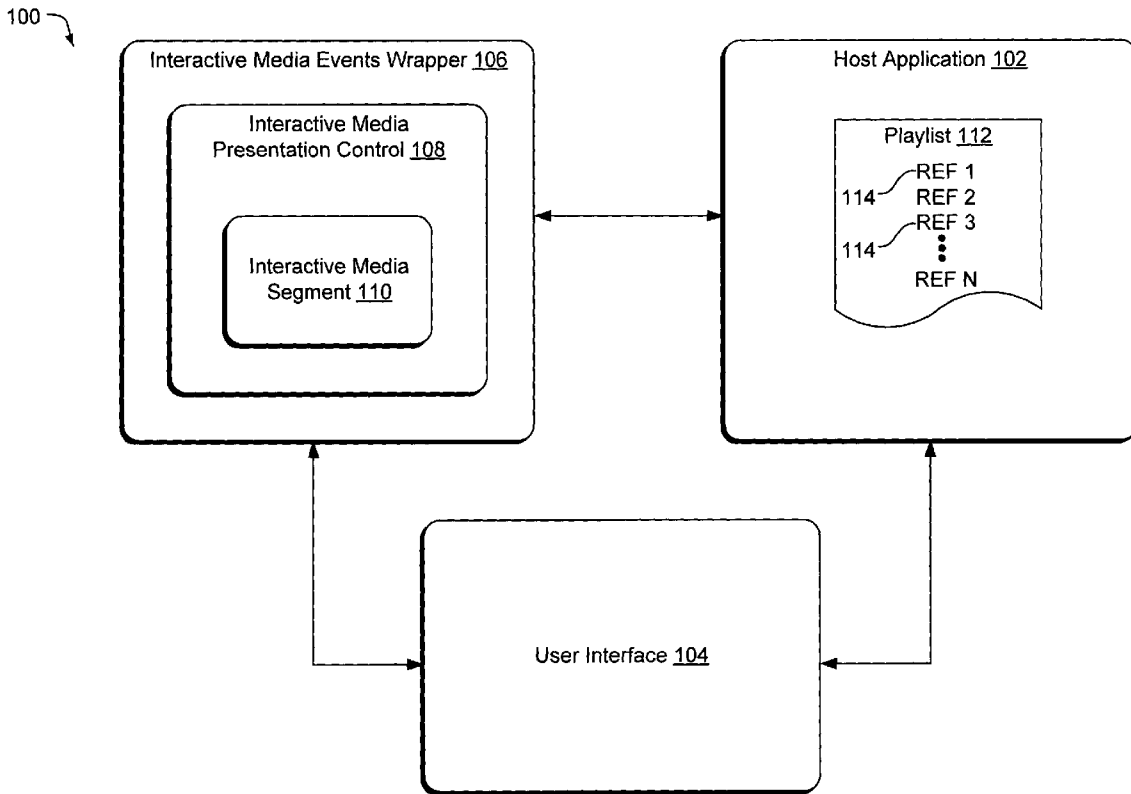 100
Interactive Media Events Wrapper 106
Interactive Media
Presentation Control 108
Interactive Media
Segment 110
Host Application 102
Playlist 112
REF 1
114
REF 2
REF 3
114
REF N
User Interface 104